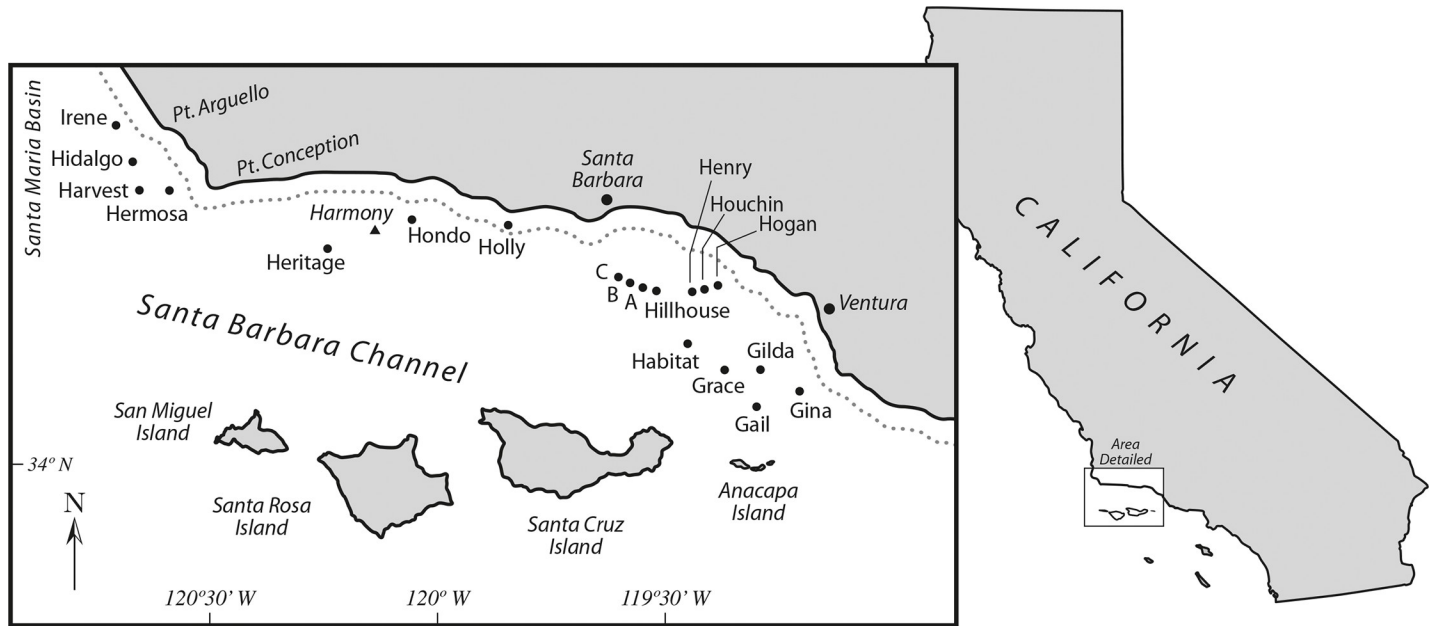 Santa Maria Basin
Irene
Hidalgo
Harvest
Hermosa
Pt. Arguello
Pt. Conception
Harmony
Heritage
Hondo
Holly
Santa
Barbara
Henry
Houchin
Hogan
C
B
A
Hillhouse
Ventura
Habitat
Grace
Gilda
Gail
Gina
Santa Barbara Channel
San Miguel
Island
34° N
Santa Rosa
Island
Santa Cruz
Island
Anacapa
Island
N
120°30' W
120° W
119°30' W
CALIFORNIA
Area
Detailed